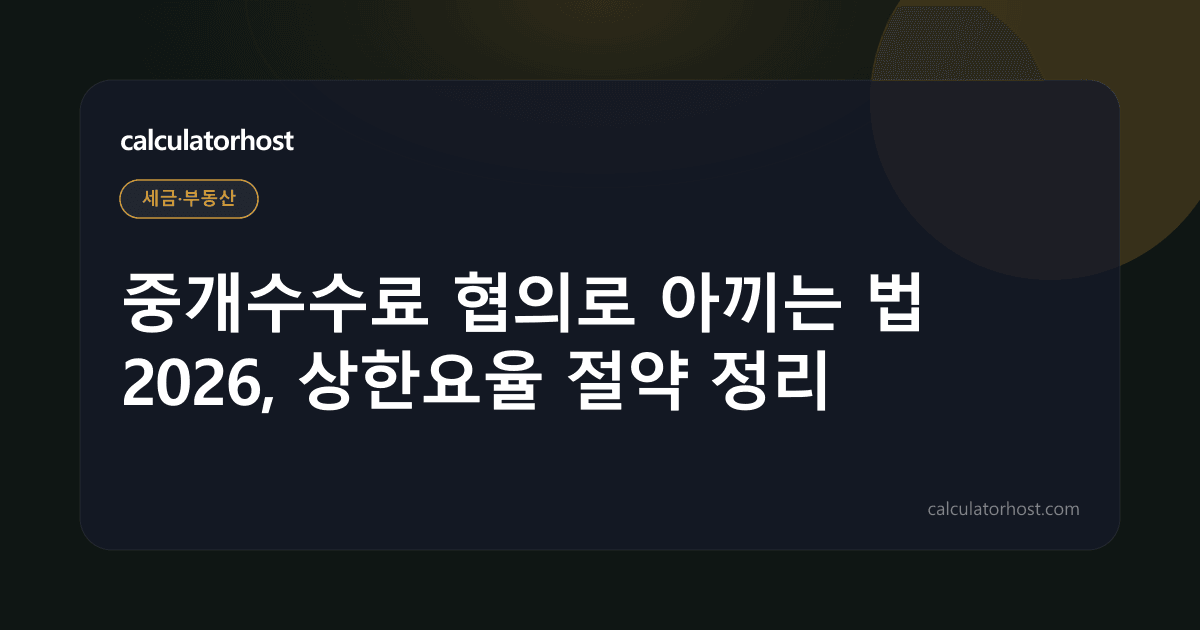 calculatorhost
세금·부동산
중개수수료 협의로 아끼는 법
2026, 상한요율 절약 정리
calculatorhost.com